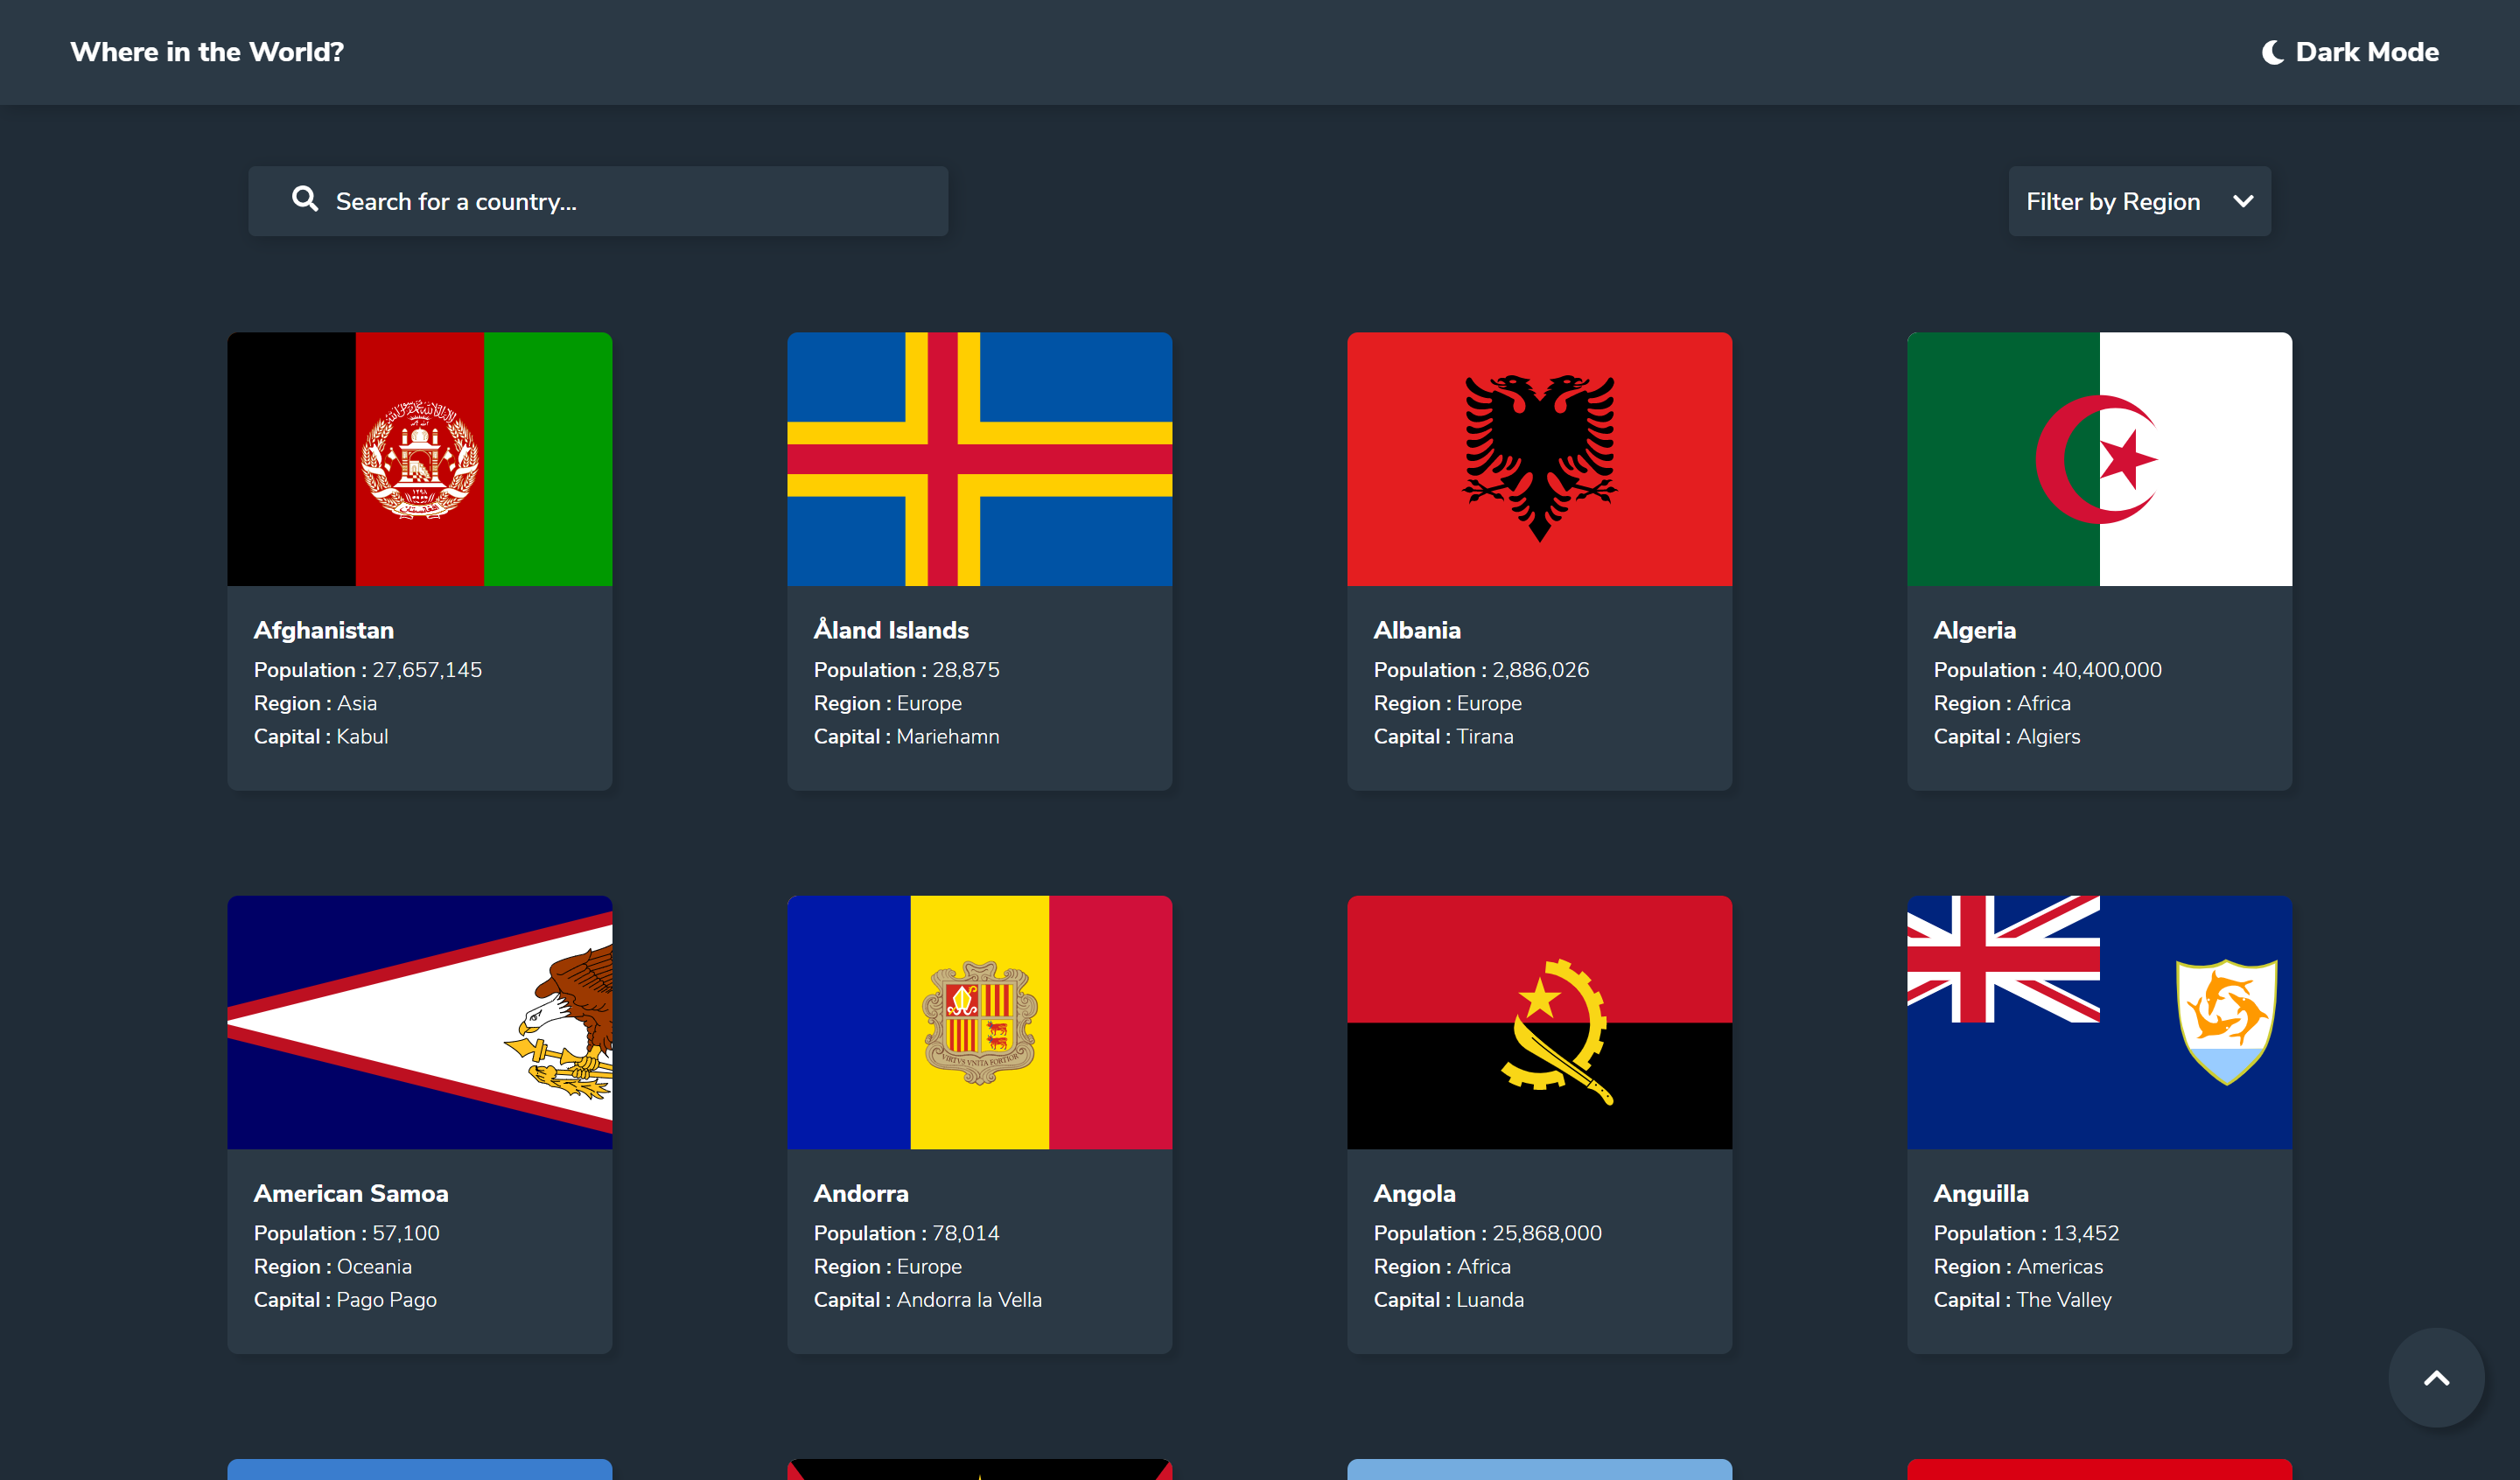 Where in the World?
Dark Mode
Search for a country...
Filter by Region
Afghanistan
Population : 27,657,145
Region : Asia
Capital : Kabul
Åland Islands
Population : 28,875
Region : Europe
Capital : Mariehamn
Albania
Population : 2,886,026
Region : Europe
Capital : Tirana
Algeria
Population : 40,400,000
Region : Africa
Capital : Algiers
VIRTVS VNITA FORTIOR
American Samoa
Population : 57,100
Region : Oceania
Capital : Pago Pago
Andorra
Population : 78,014
Region : Europe
Capital : Andorra la Vella
Angola
Population : 25,868,000
Region : Africa
Capital : Luanda
Anguilla
Population : 13,452
Region : Americas
Capital : The Valley